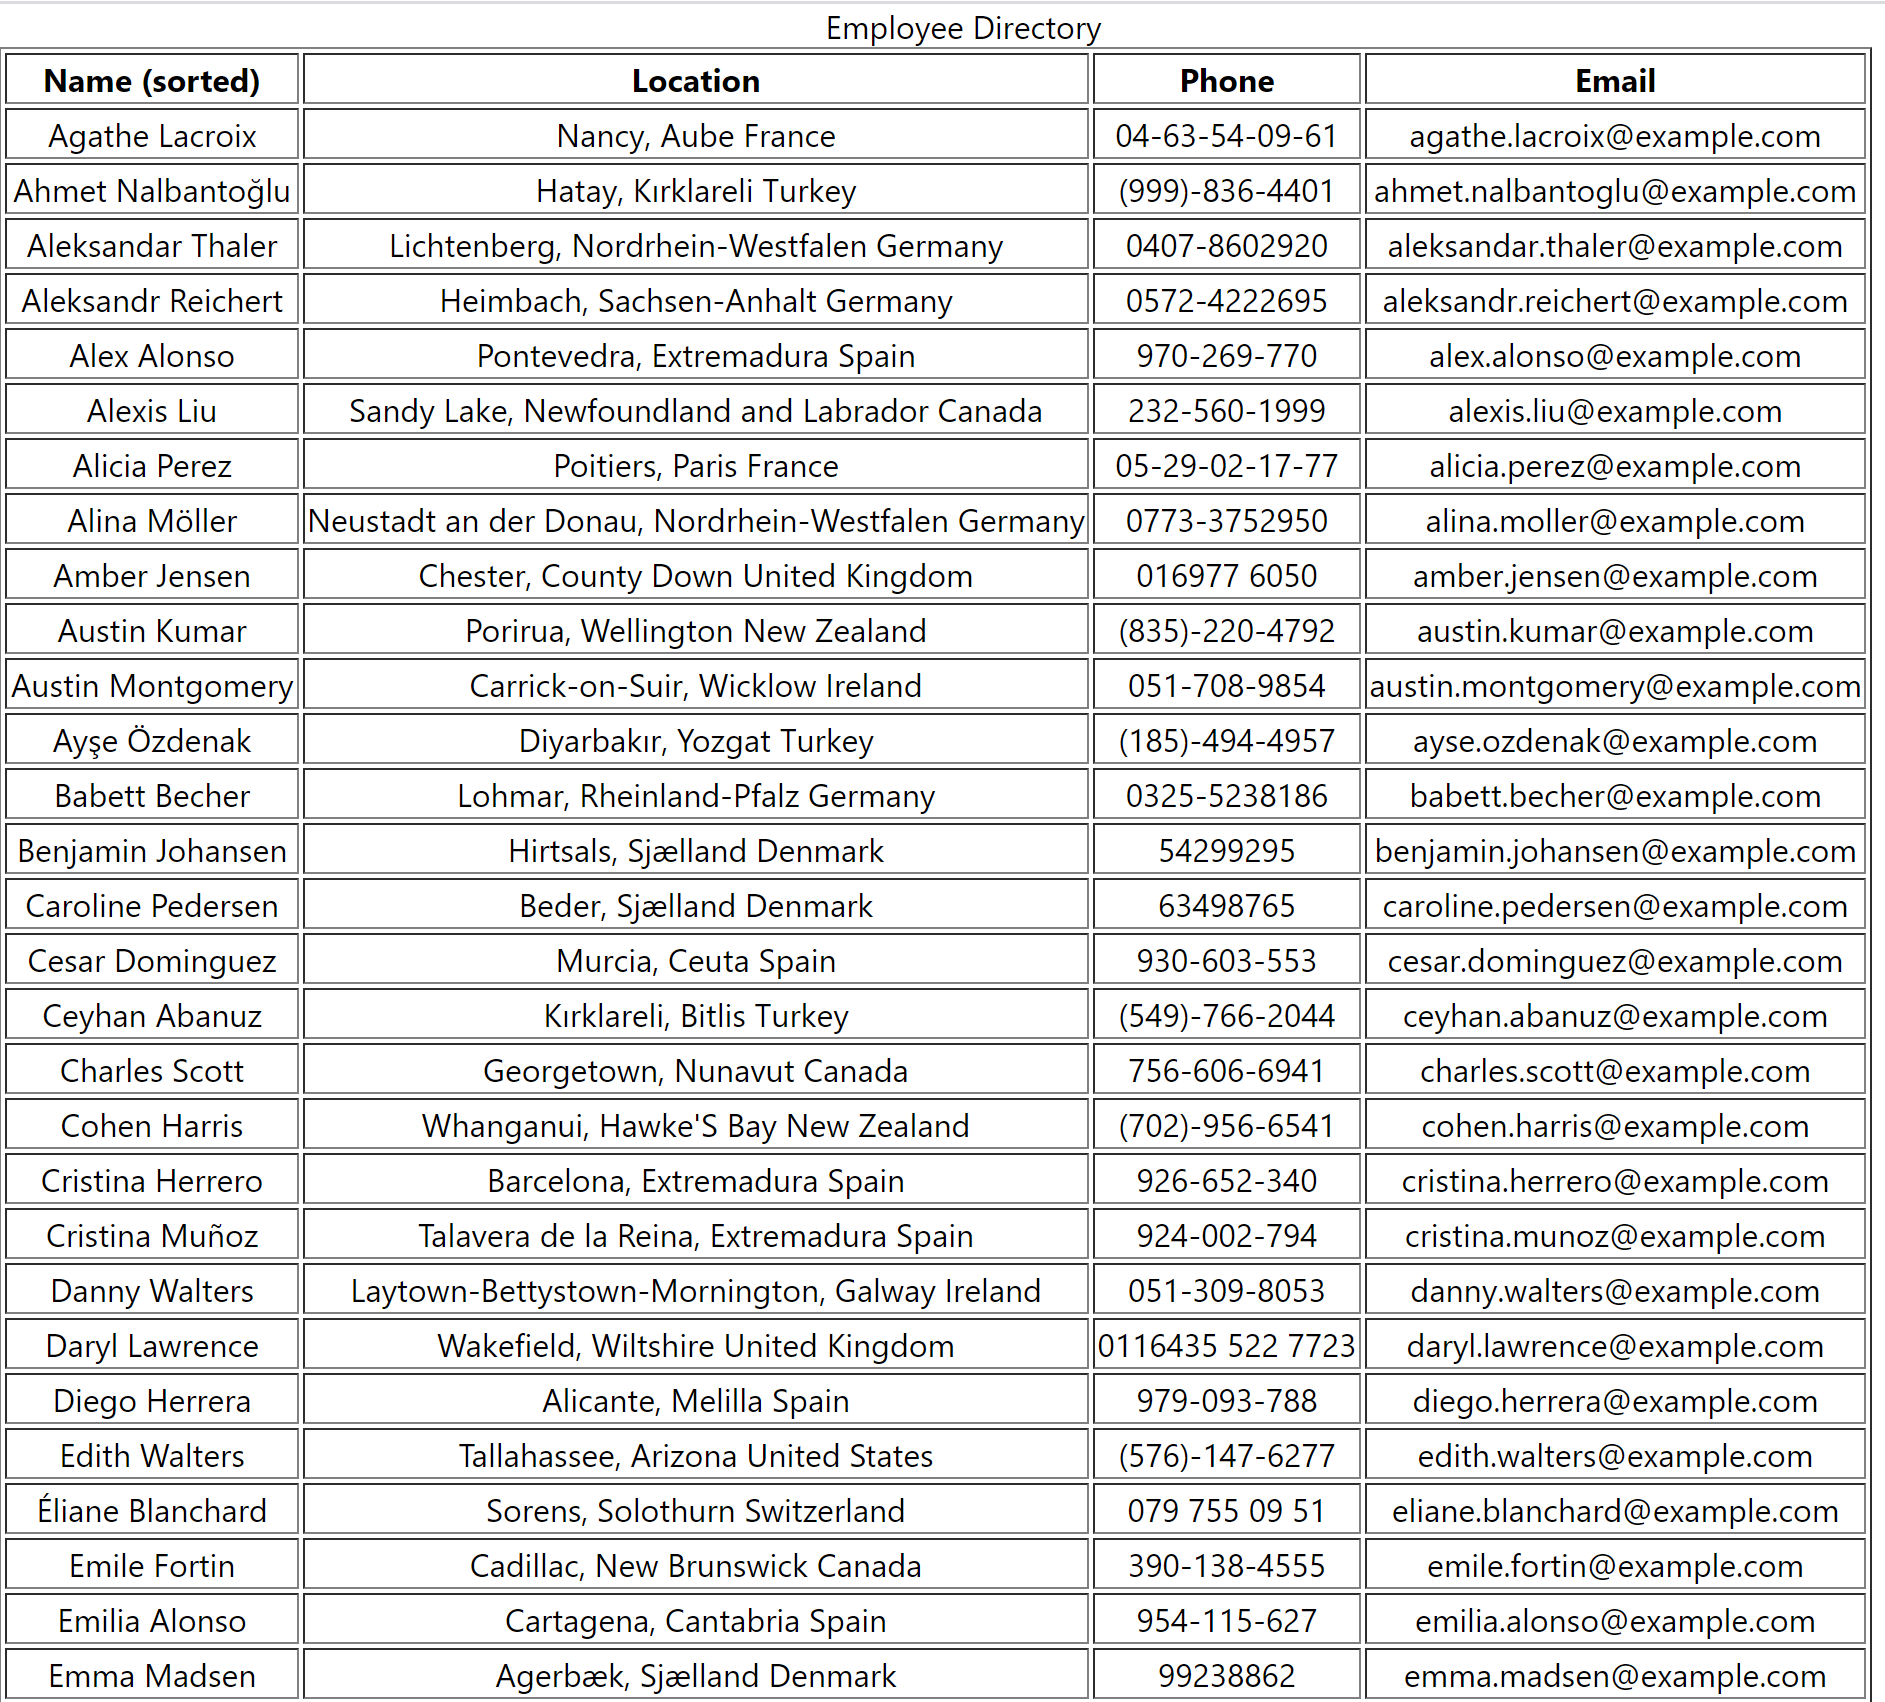 Employee Directory
Name (sorted) Location Phone Email
Agathe Lacroix Nancy, Aube France 04-63-54-09-61 agathe.lacroix@example.com
Ahmet Nalbantoğlu Hatay, Kırklareli Turkey (999)-836-4401 ahmet.nalbantoglu@example.com
Aleksandar Thaler Lichtenberg, Nordrhein-Westfalen Germany 0407-8602920 aleksandar.thaler@example.com
Aleksandr Reichert Heimbach, Sachsen-Anhalt Germany 0572-4222695 aleksandr.reichert@example.com
Alex Alonso Pontevedra, Extremadura Spain 970-269-770 alex.alonso@example.com
Alexis Liu Sandy Lake, Newfoundland and Labrador Canada 232-560-1999 alexis.liu@example.com
Alicia Perez Poitiers, Paris France 05-29-02-17-77 alicia.perez@example.com
Alina Möller Neustadt an der Donau, Nordrhein-Westfalen Germany 0773-3752950 alina.moller@example.com
Amber Jensen Chester, County Down United Kingdom 016977 6050 amber.jensen@example.com
Austin Kumar Porirua, Wellington New Zealand (835)-220-4792 austin.kumar@example.com
Austin Montgomery Carrick-on-Suir, Wicklow Ireland 051-708-9854 austin.montgomery@example.com
Ayşe Özdenak Diyarbakır, Yozgat Turkey (185)-494-4957 ayse.ozdenak@example.com
Babett Becher Lohmar, Rheinland-Pfalz Germany 0325-5238186 babett.becher@example.com
Benjamin Johansen Hirtsals, Sjælland Denmark 54299295 benjamin.johansen@example.com
Caroline Pedersen Beder, Sjælland Denmark 63498765 caroline.pedersen@example.com
Cesar Dominguez Murcia, Ceuta Spain 930-603-553 cesar.dominguez@example.com
Ceyhan Abanuz Kırklareli, Bitlis Turkey (549)-766-2044 ceyhan.abanuz@example.com
Charles Scott Georgetown, Nunavut Canada 756-606-6941 charles.scott@example.com
Cohen Harris Whanganui, Hawke'S Bay New Zealand (702)-956-6541 cohen.harris@example.com
Cristina Herrero Barcelona, Extremadura Spain 926-652-340 cristina.herrero@example.com
Cristina Muñoz Talavera de la Reina, Extremadura Spain 924-002-794 cristina.munoz@example.com
Danny Walters Laytown-Bettystown-Mornington, Galway Ireland 051-309-8053 danny.walters@example.com
Daryl Lawrence Wakefield, Wiltshire United Kingdom 0116435 522 7723 daryl.lawrence@example.com
Diego Herrera Alicante, Melilla Spain 979-093-788 diego.herrera@example.com
Edith Walters Tallahassee, Arizona United States (576)-147-6277 edith.walters@example.com
Éliane Blanchard Sorens, Solothurn Switzerland 079 755 09 51 eliane.blanchard@example.com
Emile Fortin Cadillac, New Brunswick Canada 390-138-4555 emile.fortin@example.com
Emilia Alonso Cartagena, Cantabria Spain 954-115-627 emilia.alonso@example.com
Emma Madsen Agerbæk, Sjælland Denmark 99238862 emma.madsen@example.com